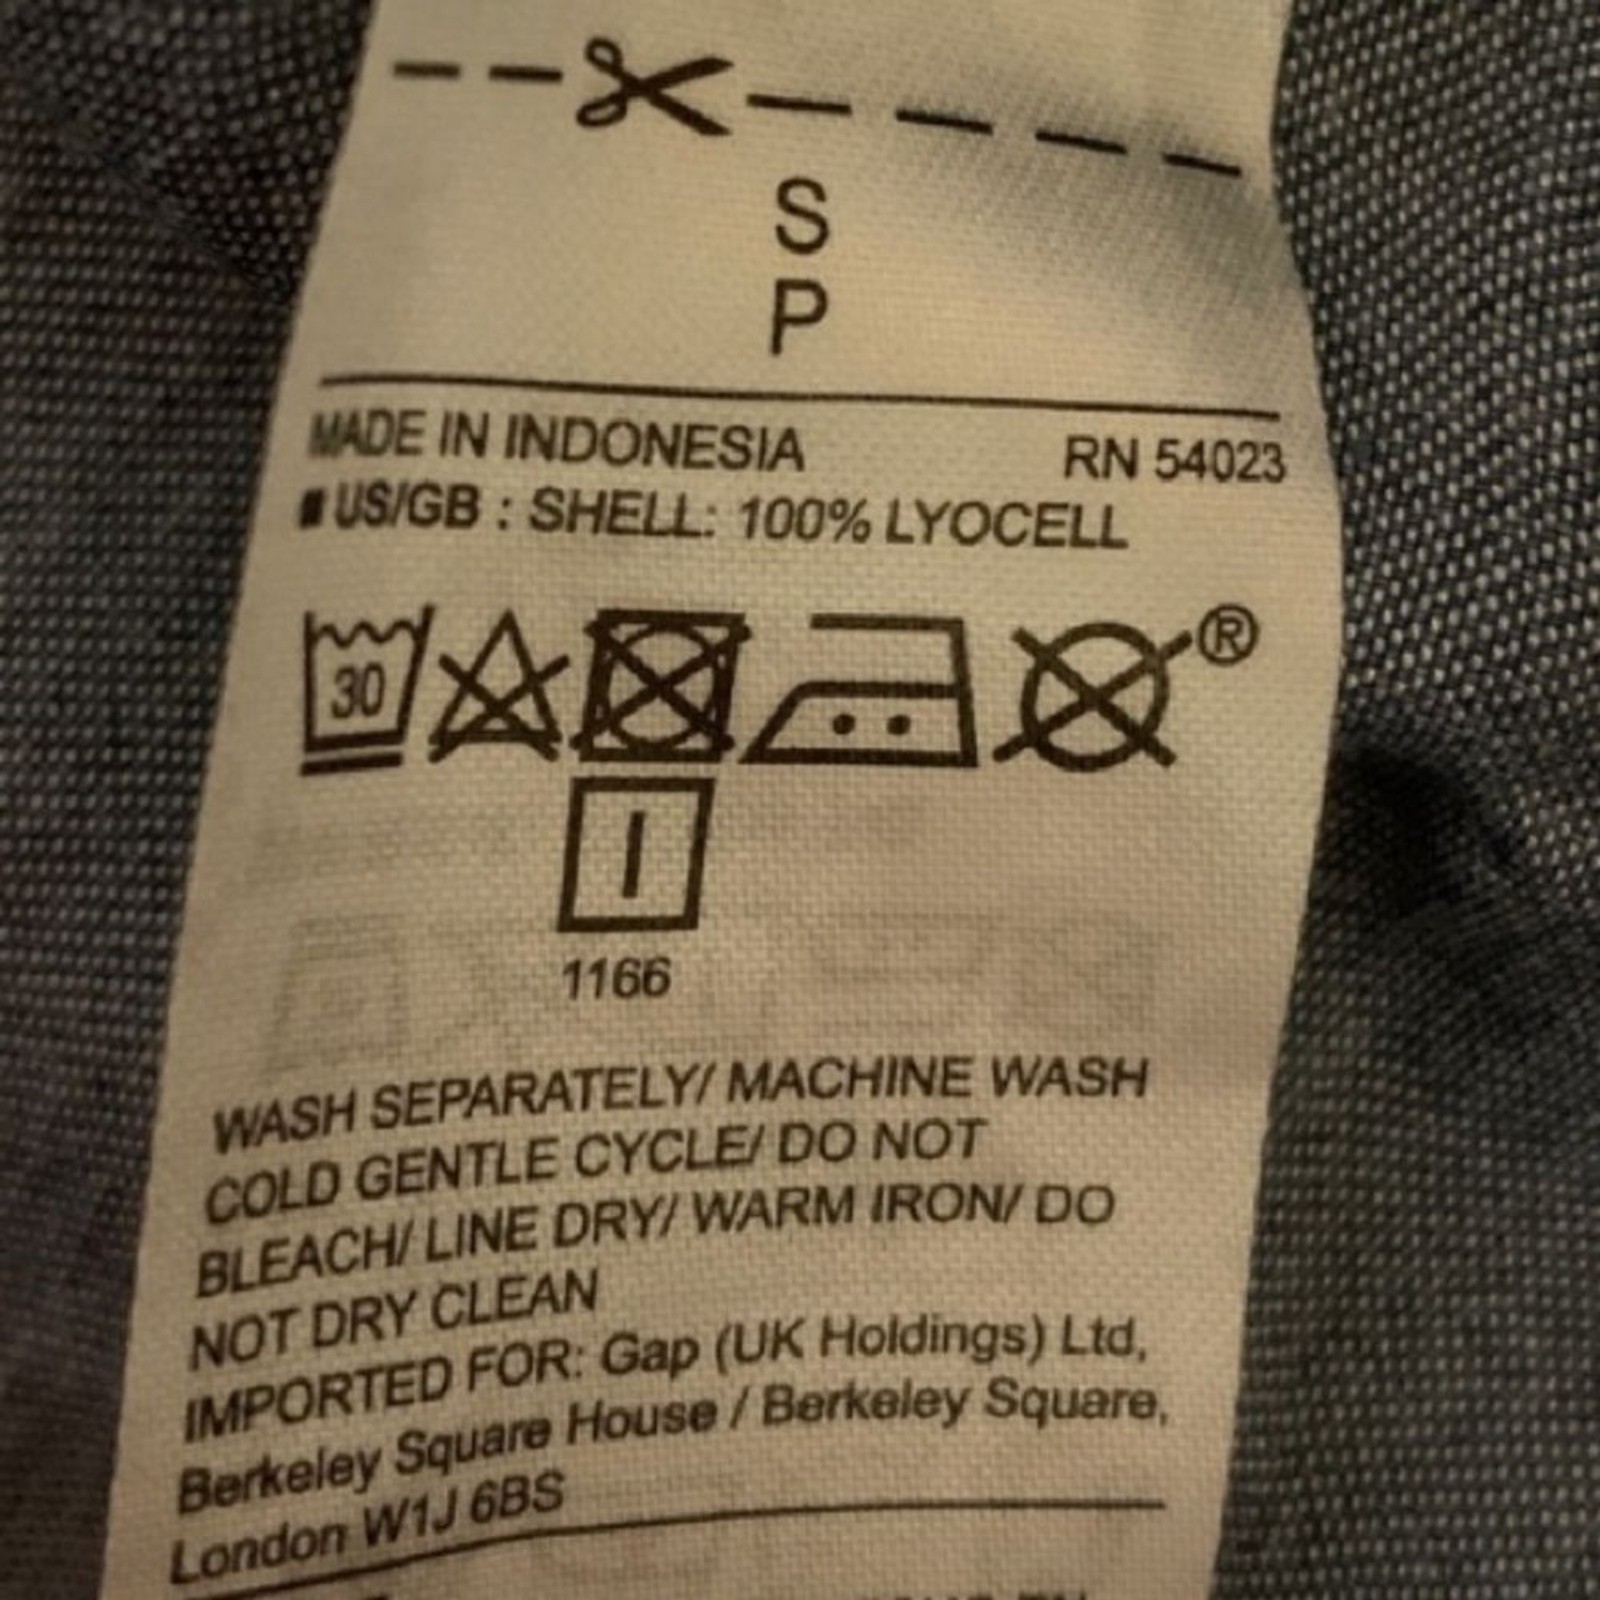 S
P
MADE IN INDONESIA RN 54023
US/GB : SHELL: 100% LYOCELL
30 ®
1166
WASH SEPARATELY/ MACHINE WASH
COLD GENTLE CYCLE/ DO NOT
BLEACH/ LINE DRY/ WARM IRON/ DO
NOT DRY CLEAN
IMPORTED FOR: Gap (UK Holdings) Ltd,
Berkeley Square House / Berkeley Square,
London W1J 6BS